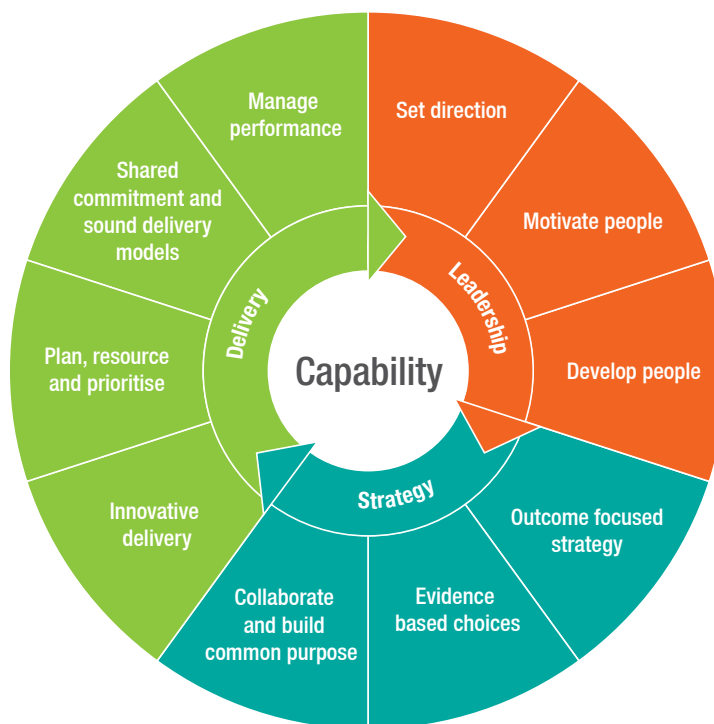 Capability
Leadership
Set direction
Motivate people
Develop people
Strategy
Outcome focused
strategy
Evidence
based choices
Collaborate
and build
common purpose
Delivery
Innovative
delivery
Plan, resource
and prioritise
Shared
commitment and
sound delivery
models
Manage
performance